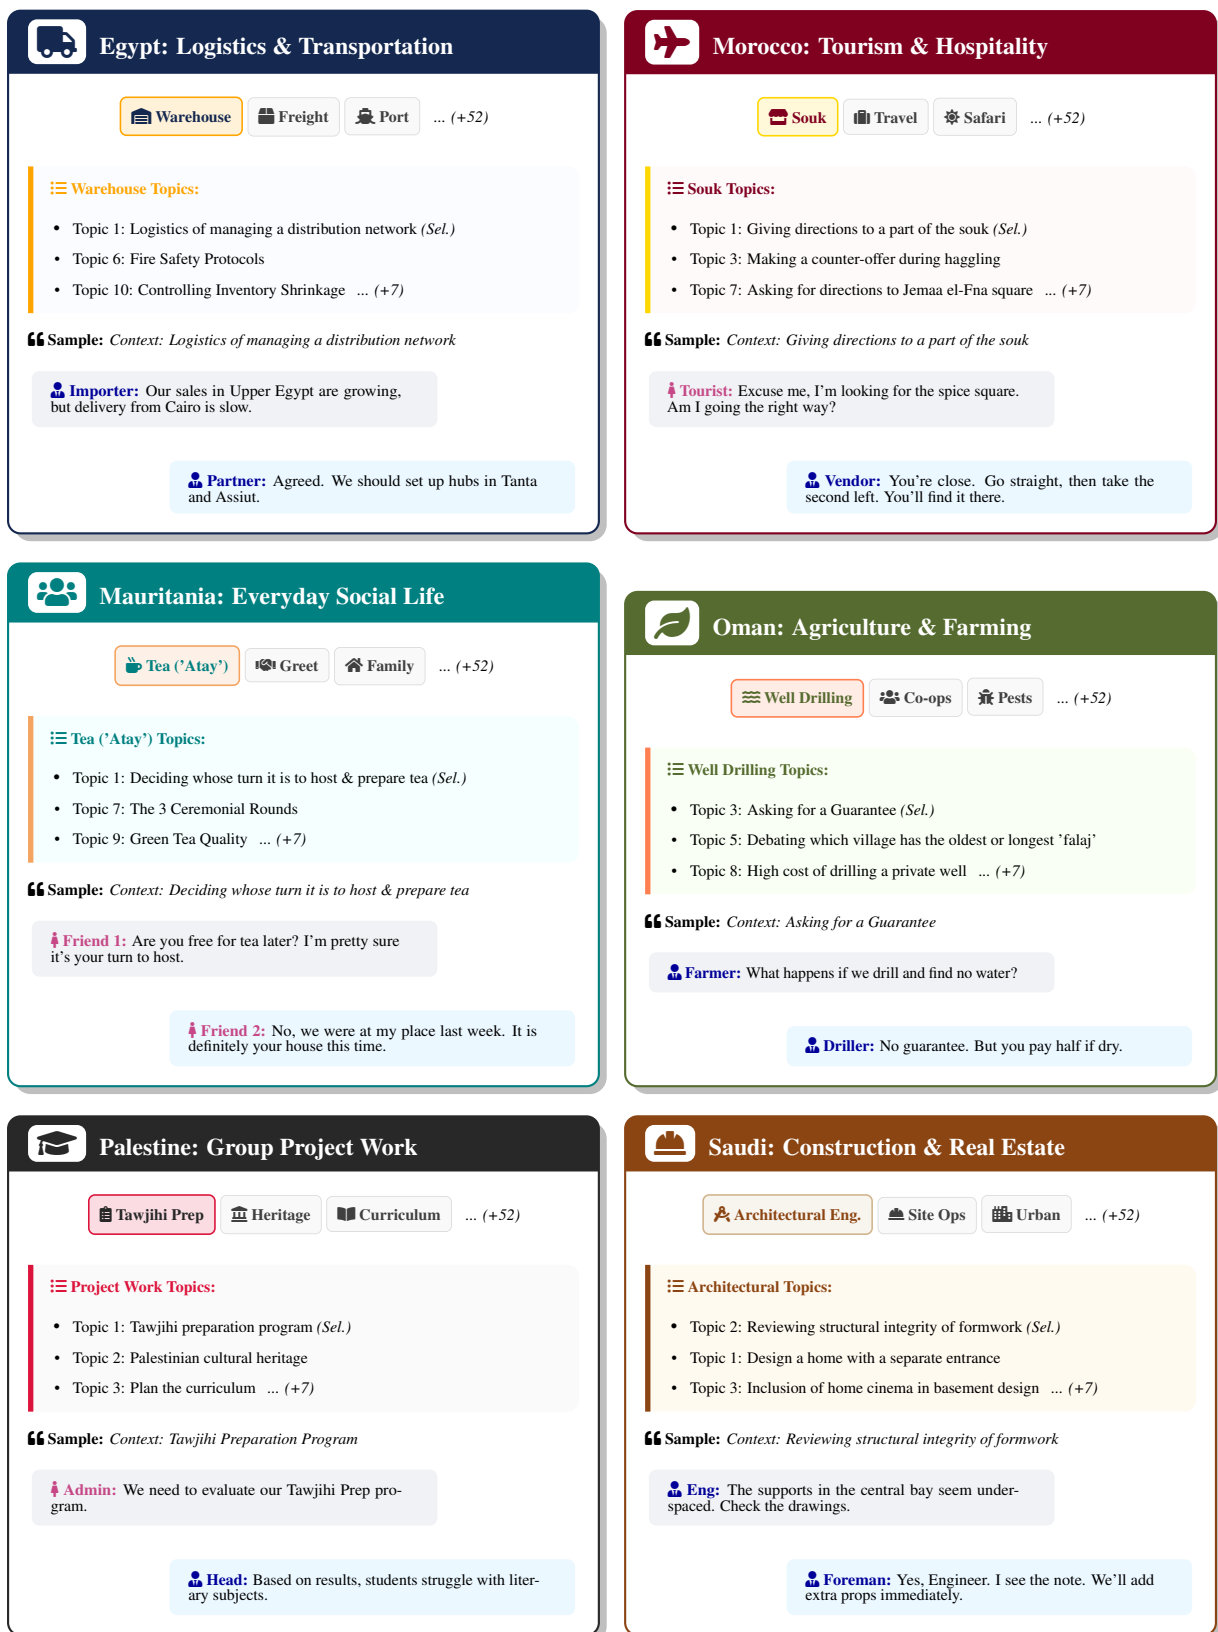 Egypt: Logistics & Transportation
Warehouse Freight Port ... (+52)
Warehouse Topics:
• Topic 1: Logistics of managing a distribution network (Sel.)
• Topic 6: Fire Safety Protocols
• Topic 10: Controlling Inventory Shrinkage ... (+7)
Sample: Context: Logistics of managing a distribution network
Importer: Our sales in Upper Egypt are growing,
but delivery from Cairo is slow.
Partner: Agreed. We should set up hubs in Tanta
and Assiut.
Morocco: Tourism & Hospitality
Souk Travel Safari ... (+52)
Souk Topics:
• Topic 1: Giving directions to a part of the souk (Sel.)
• Topic 3: Making a counter-offer during haggling
• Topic 7: Asking for directions to Jemaa el-Fna square ... (+7)
Sample: Context: Giving directions to a part of the souk
Tourist: Excuse me, I'm looking for the spice square.
Am I going the right way?
Vendor: You're close. Go straight, then take the
second left. You'll find it there.
Mauritania: Everyday Social Life
Tea ('Atay') Greet Family ... (+52)
Tea ('Atay') Topics:
• Topic 1: Deciding whose turn it is to host & prepare tea (Sel.)
• Topic 7: The 3 Ceremonial Rounds
• Topic 9: Green Tea Quality ... (+7)
Sample: Context: Deciding whose turn it is to host & prepare tea
Friend 1: Are you free for tea later? I'm pretty sure
it's your turn to host.
Friend 2: No, we were at my place last week. It is
definitely your house this time.
Oman: Agriculture & Farming
Well Drilling Co-ops Pests ... (+52)
Well Drilling Topics:
• Topic 3: Asking for a Guarantee (Sel.)
• Topic 5: Debating which village has the oldest or longest 'falaj'
• Topic 8: High cost of drilling a private well ... (+7)
Sample: Context: Asking for a Guarantee
Farmer: What happens if we drill and find no water?
Driller: No guarantee. But you pay half if dry.
Palestine: Group Project Work
Tawjihi Prep Heritage Curriculum ... (+52)
Project Work Topics:
• Topic 1: Tawjihi preparation program (Sel.)
• Topic 2: Palestinian cultural heritage
• Topic 3: Plan the curriculum ... (+7)
Sample: Context: Tawjihi Preparation Program
Admin: We need to evaluate our Tawjihi Prep pro-
gram.
Head: Based on results, students struggle with liter-
ary subjects.
Saudi: Construction & Real Estate
Architectural Eng. Site Ops Urban ... (+52)
Architectural Topics:
• Topic 2: Reviewing structural integrity of formwork (Sel.)
• Topic 1: Design a home with a separate entrance
• Topic 3: Inclusion of home cinema in basement design ... (+7)
Sample: Context: Reviewing structural integrity of formwork
Eng: The supports in the central bay seem under-
spaced. Check the drawings.
Foreman: Yes, Engineer. I see the note. We'll add
extra props immediately.